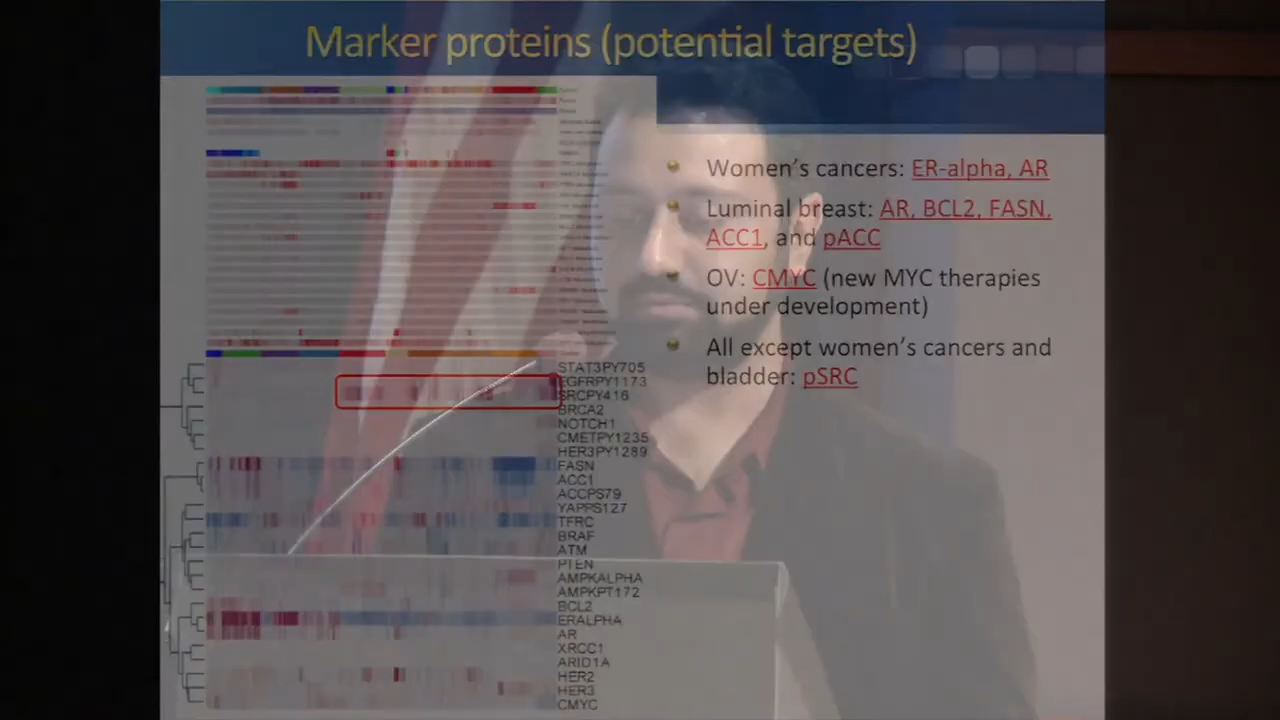 Marker proteins (potential targets)
Women's cancers: ER-alpha, AR
Luminal breast: AR, BCL2, FASN,
ACC1, and pACC
OV: CMYC (new MYC therapies
under development)
All except women's cancers and
bladder: pSRC
STAT3PY705
EGFRPY1173
SRCPY416
BRCA2
NOTCH1
CMETPY1235
HER3PY1289
FASN
ACC1
ACCPS79
YAPPS127
TFRC
BRAF
ATM
PTEN
AMPKALPHA
AMPKPT172
BCL2
ERALPHA
AR
XRCC1
ARID1A
HER2
HER3
CMYC